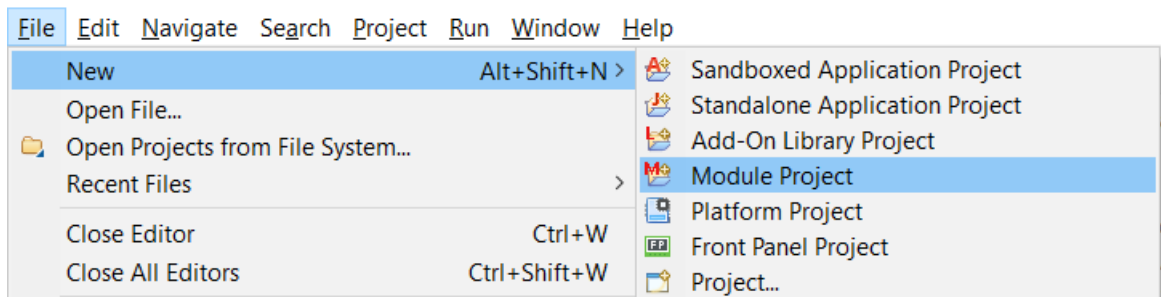 File Edit Navigate Search Project Run Window Help
New Alt+Shift+N >
Open File...
Open Projects from File System...
Recent Files >
Close Editor Ctrl+W
Close All Editors Ctrl+Shift+W
Sandboxed Application Project
Standalone Application Project
Add-On Library Project
Module Project
Platform Project
Front Panel Project
Project...